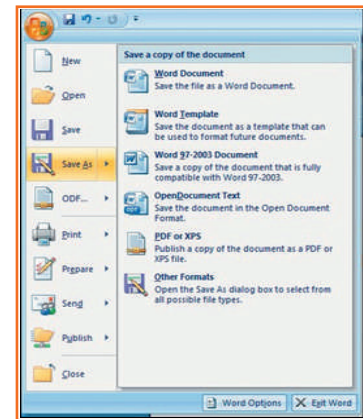 New
Open
Save
Save As
ODF...
Print
Prepare
Send
Publish
Close
Save a copy of the document
Word Document
Save the file as a Word Document.
Word Template
Save the document as a template that can
be used to format future documents.
Word 97-2003 Document
Save a copy of the document that is fully
compatible with Word 97-2003.
OpenDocument Text
Save the document in the Open Document
Format.
PDF or XPS
Publish a copy of the document as a PDF or
XPS file.
Other Formats
Open the Save As dialog box to select from
all possible file types.
Word Options
Exit Word